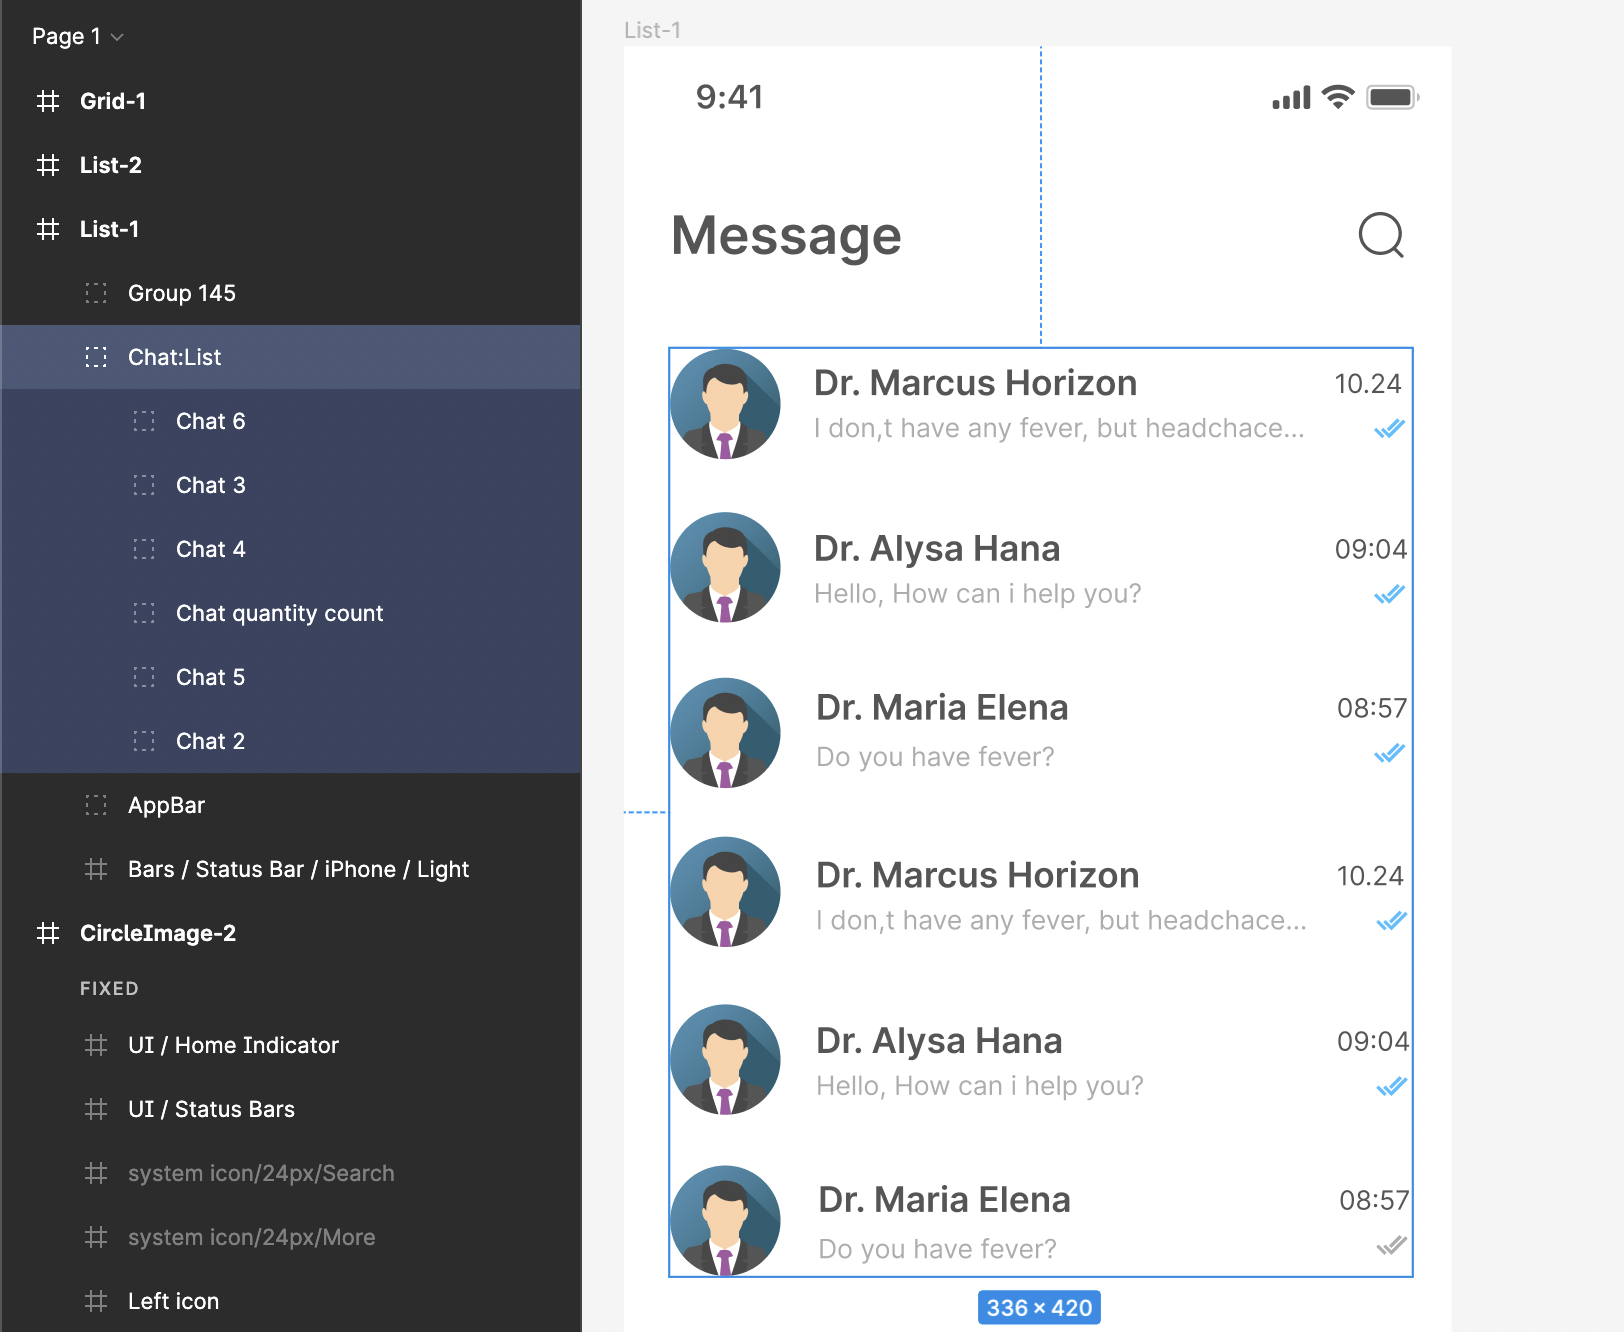 Page 1
Grid-1
List-2
List-1
Group 145
Chat:List
Chat 6
Chat 3
Chat 4
Chat quantity count
Chat 5
Chat 2
AppBar
Bars / Status Bar / iPhone / Light
CircleImage-2
FIXED
UI / Home Indicator
UI / Status Bars
system icon/24px/Search
system icon/24px/More
Left icon
List-1
9:41
Message
Dr. Marcus Horizon 10.24
I don,t have any fever, but headchace...
Dr. Alysa Hana 09:04
Hello, How can i help you?
Dr. Maria Elena 08:57
Do you have fever?
Dr. Marcus Horizon 10.24
I don,t have any fever, but headchace...
Dr. Alysa Hana 09:04
Hello, How can i help you?
Dr. Maria Elena 08:57
Do you have fever?
336 × 420